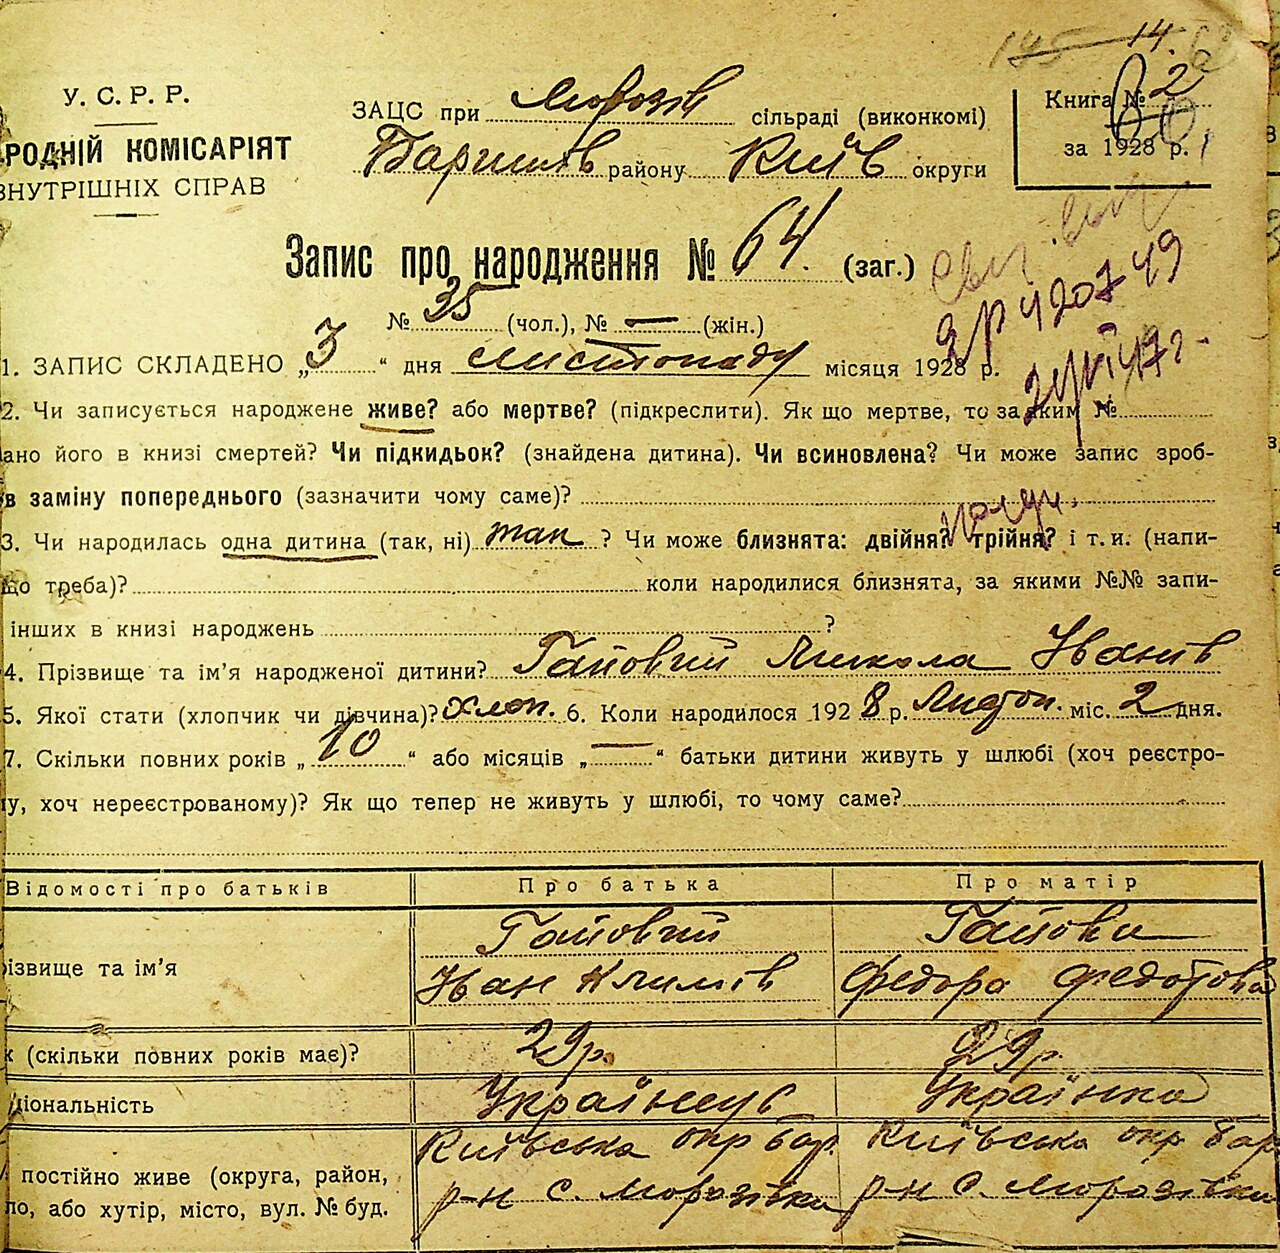 14.
У. С. Р. Р.
РОДНІЙ КОМІСАРІЯТ
ВНУТРІШНІХ СПРАВ
ЗАЦС при Морозів сільраді (виконкомі)
Баришів району Київ округи
Книга № 2
за 1928 р.
Запис про народження № 64. (заг.)
№ 35 (чол.), № — (жін.)
1. ЗАПИС СКЛАДЕНО „3“ дня листопаду місяця 1928 р.
2. Чи записується народжене живе? або мертве? (підкреслити). Як що мертве, то за яким №
ано його в книзі смертей? Чи підкидьок? (знайдена дитина). Чи всиновлена? Чи може запис зроб-
в заміну попереднього (зазначити чому саме)?
3. Чи народилась одна дитина (так, ні) так ? Чи може близнята: двійня? трійня? і т. и. (напи-
що треба)? коли народилися близнята, за якими №№ запи-
інших в книзі народжень ?
4. Прізвище та ім’я народженої дитини? Гайовий Микола Іванів
5. Якої стати (хлопчик чи дівчина)? хлоп. 6. Коли народилося 1928 р. Листоп. міс. 2 дня.
7. Скільки повних років „10“ або місяців „—“ батьки дитини живуть у шлюбі (хоч реєстро-
у, хоч нереєстрованому)? Як що тепер не живуть у шлюбі, то чому саме?
Відомості про батьків Про батька Про матір
різвище та ім’я Гайовий Гайова
Іван Климів Федора Федотова
к (скільки повних років має)? 29 р. 29 р.
ціональність Українець Українка
постійно живе (округа, район, Київська окр Бар. Київська окр. Бар
ло, або хутір, місто, вул. № буд. р-н с. Морозівка р-н с. Морозівка